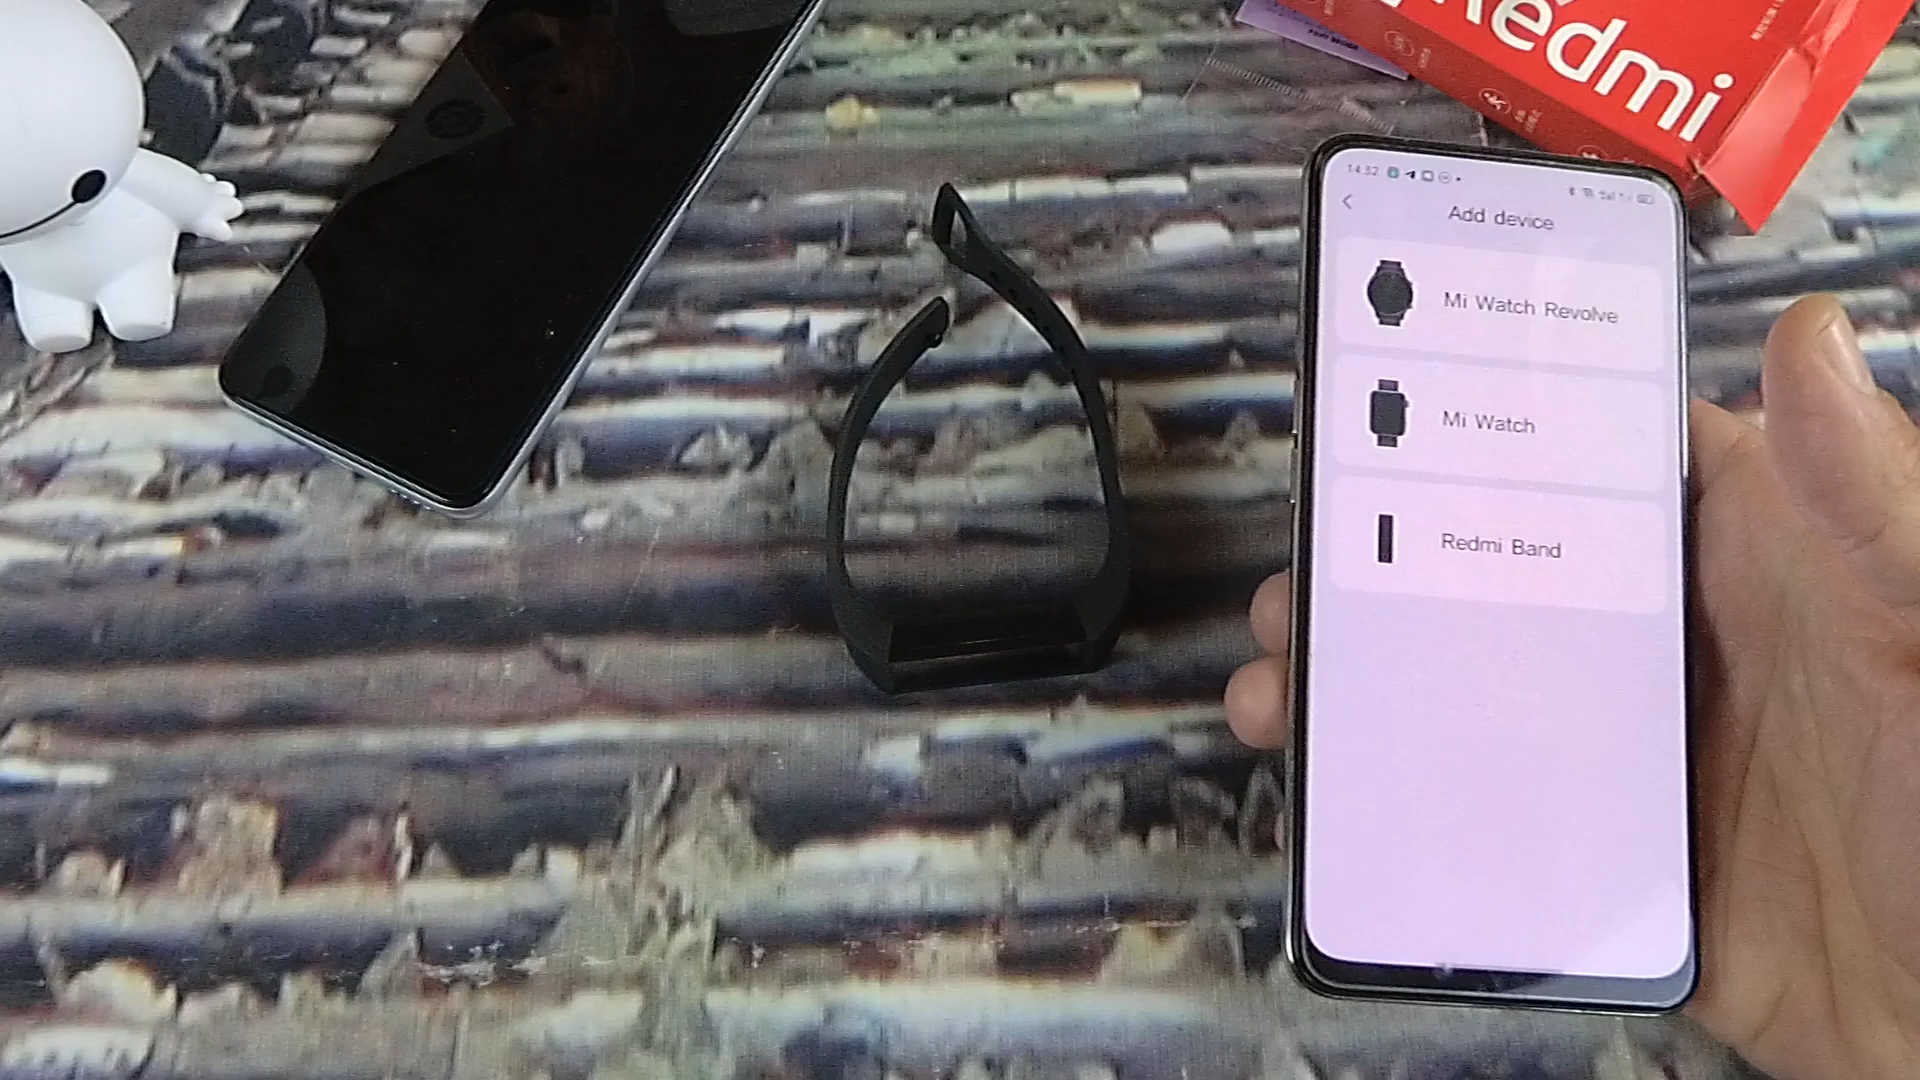 Redmi
14:32
Add device
Mi Watch Revolve
Mi Watch
Redmi Band